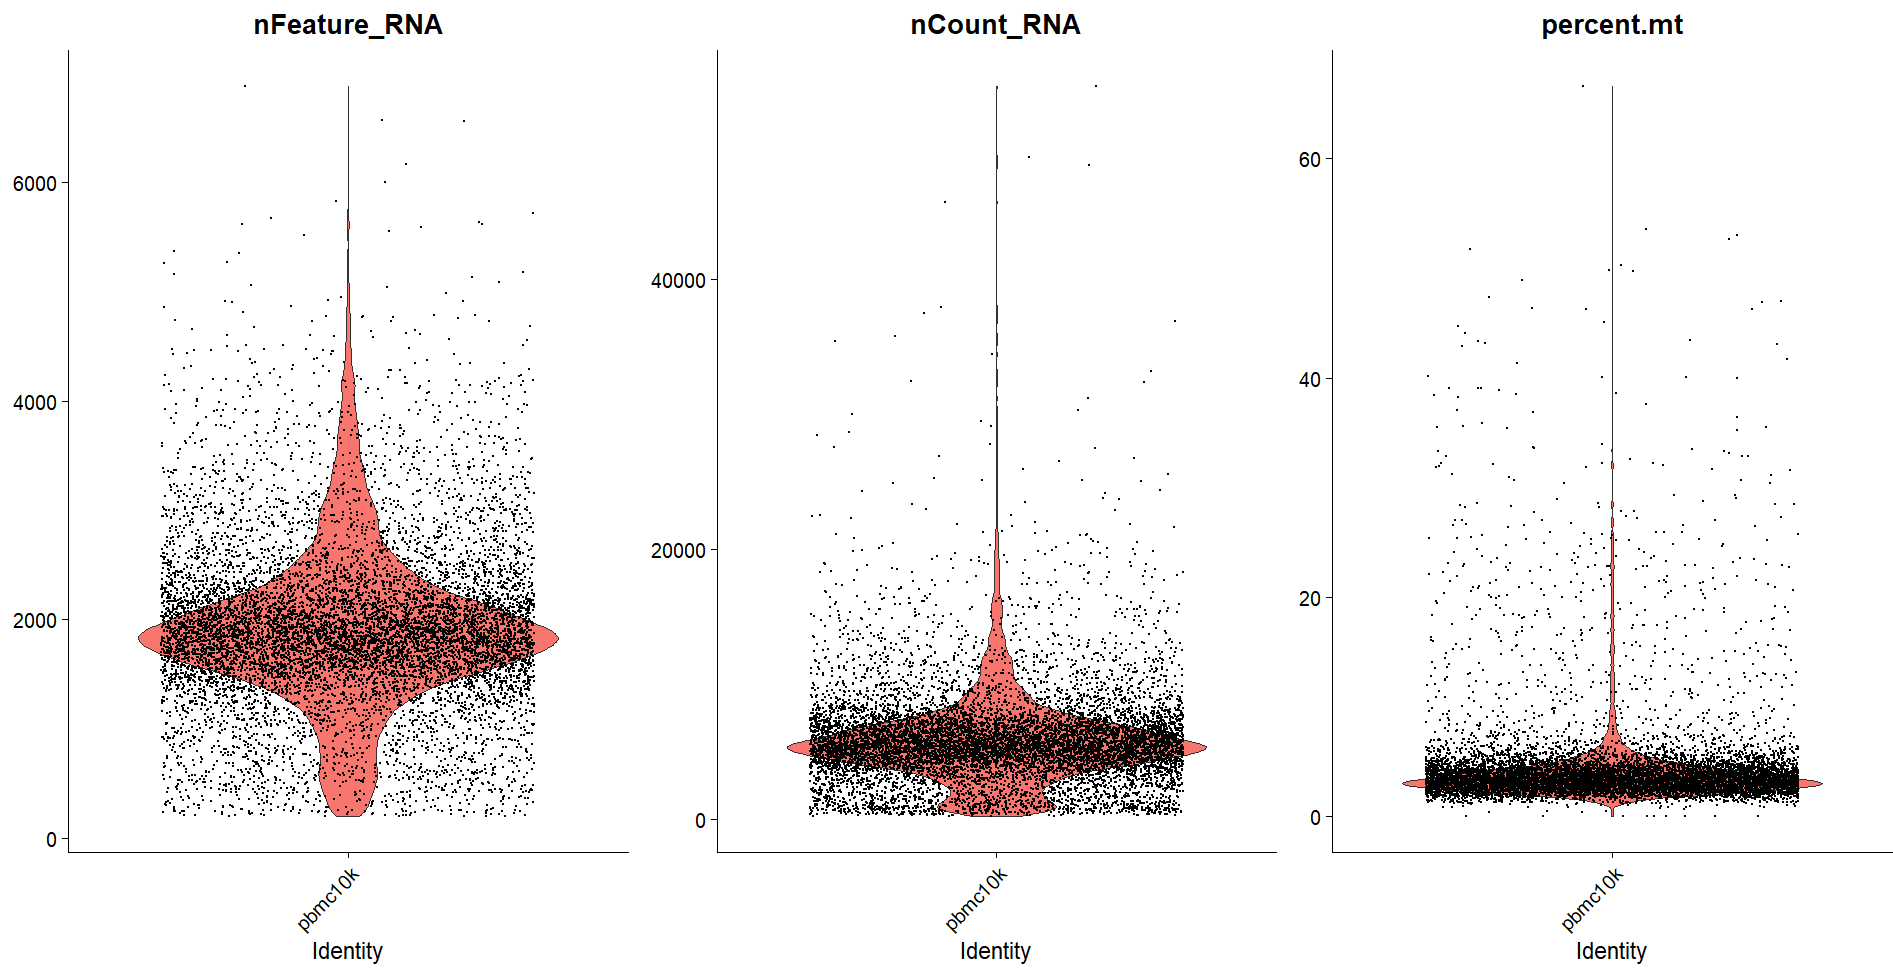 nFeature_RNA
6000
4000
2000
0
pbmc10k
Identity
nCount_RNA
40000
20000
0
pbmc10k
Identity
percent.mt
60
40
20
0
pbmc10k
Identity